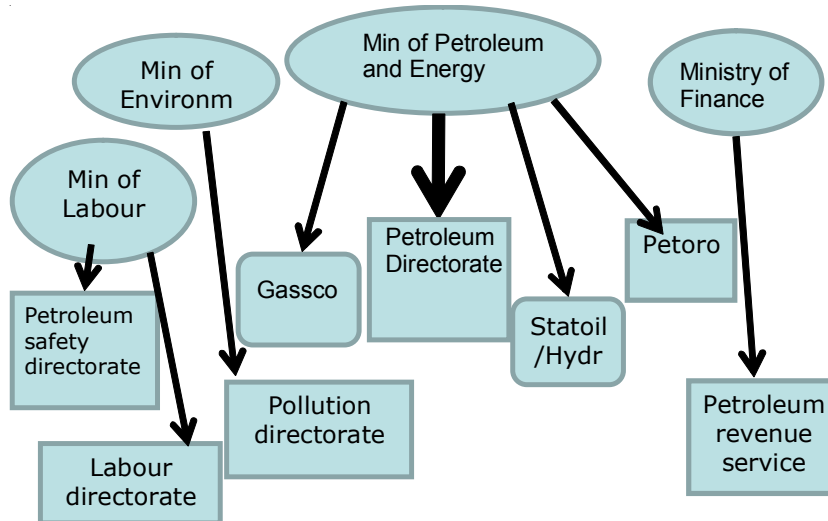 Min of Petroleum
and Energy
Min of
Environm
Ministry of
Finance
Min of
Labour
Petroleum
Directorate
Petoro
Gassco
Statoil
/Hydr
Petroleum
safety
directorate
Pollution
directorate
Petroleum
revenue
service
Labour
directorate